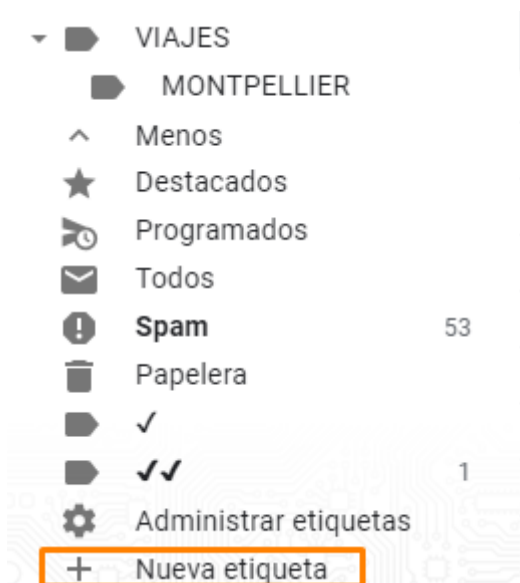 VIAJES
MONTPELLIER
Menos
Destacados
Programados
Todos
Spam 53
Papelera
✓
✓✓ 1
Administrar etiquetas
Nueva etiqueta